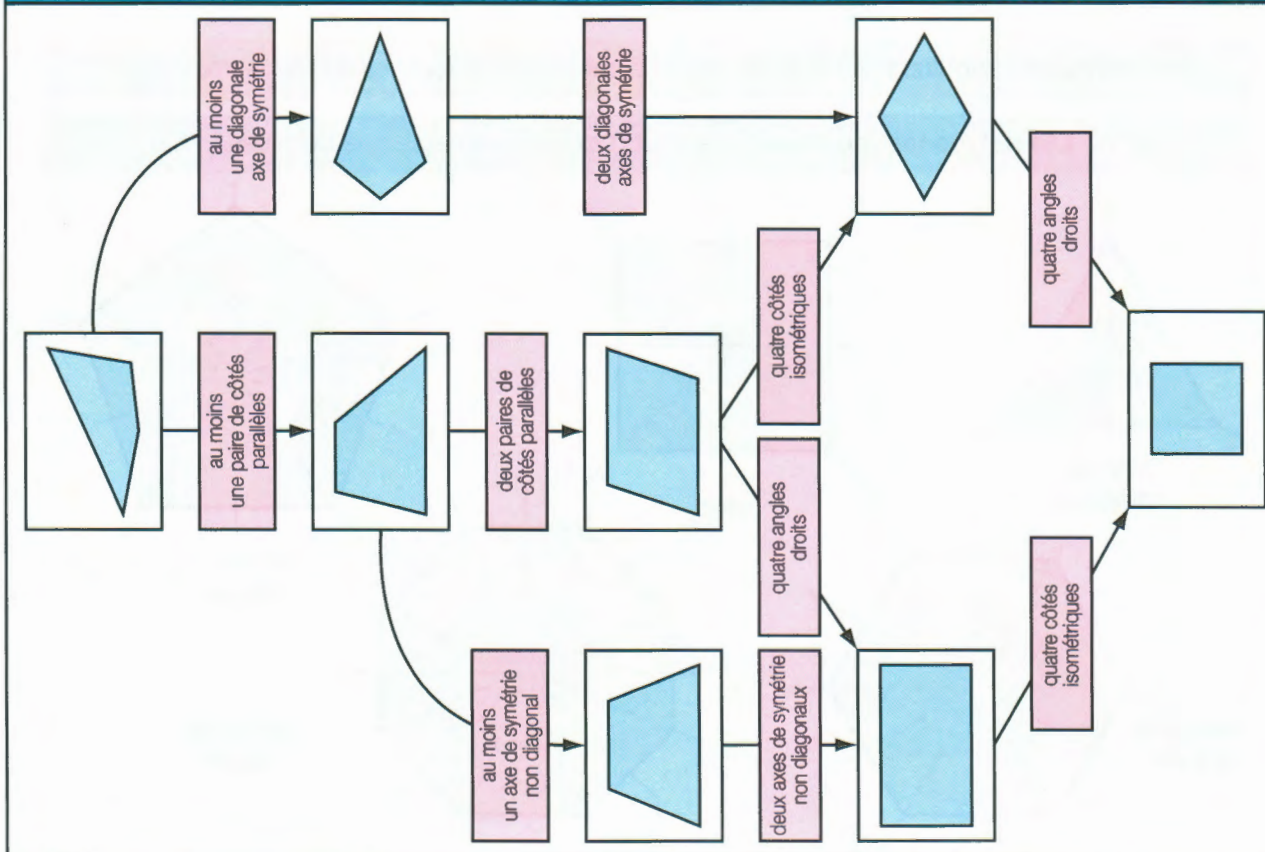 au moins
une diagonale
axe de symétrie
deux diagonales
axes de symétrie
au moins
une paire de côtés
parallèles
deux paires de
côtés parallèles
quatre côtés
isométriques
quatre angles
droits
quatre angles
droits
au moins
un axe de symétrie
non diagonal
deux axes de symétrie
non diagonaux
quatre côtés
isométriques